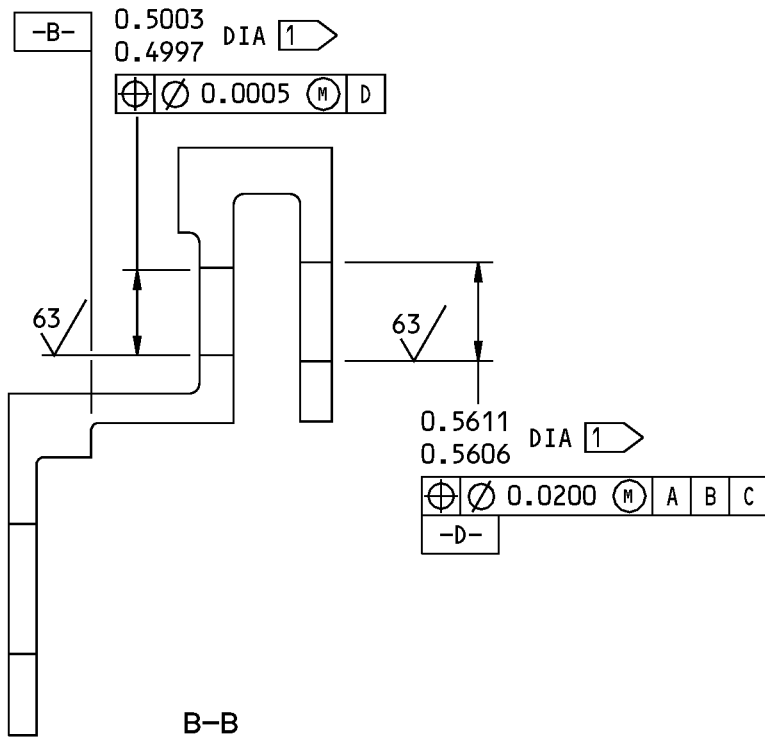 -B-
0.5003
0.4997
DIA 1
⌖ ⌀ 0.0005 Ⓜ D
63
63
0.5611
0.5606
DIA 1
⌖ ⌀ 0.0200 Ⓜ A B C
-D-
B-B